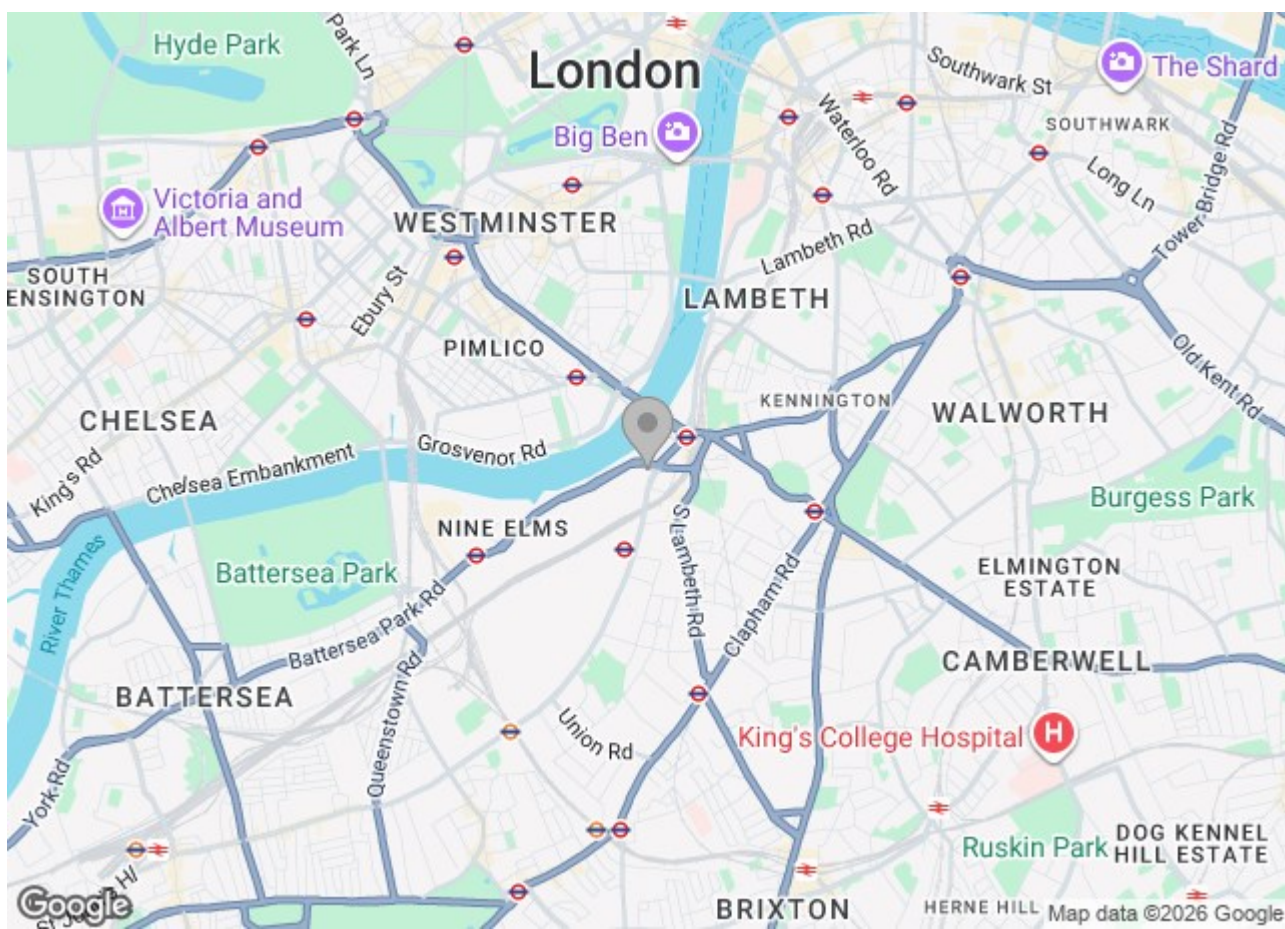 Hyde Park
Park Ln
London
Southwark St
The Shard
Big Ben
Waterloo Rd
SOUTHWARK
Long Ln
Tower Bridge Rd
Victoria and
Albert Museum
WESTMINSTER
Lambeth Rd
SOUTH
ENSINGTON
Ebury St
LAMBETH
PIMLICO
Old Kent Rd
KENNINGTON
CHELSEA
WALWORTH
King's Rd
Chelsea Embankment
Grosvenor Rd
Burgess Park
NINE ELMS
S Lambeth Rd
River Thames
Battersea Park
Clapham Rd
ELMINGTON
ESTATE
Battersea Park Rd
CAMBERWELL
BATTERSEA
Queenstown Rd
Union Rd
King's College Hospital
H
York Rd
Ruskin Park
DOG KENNEL
HILL ESTATE
St John's Hl
Google
BRIXTON
HERNE HILL
Map data ©2026 Google